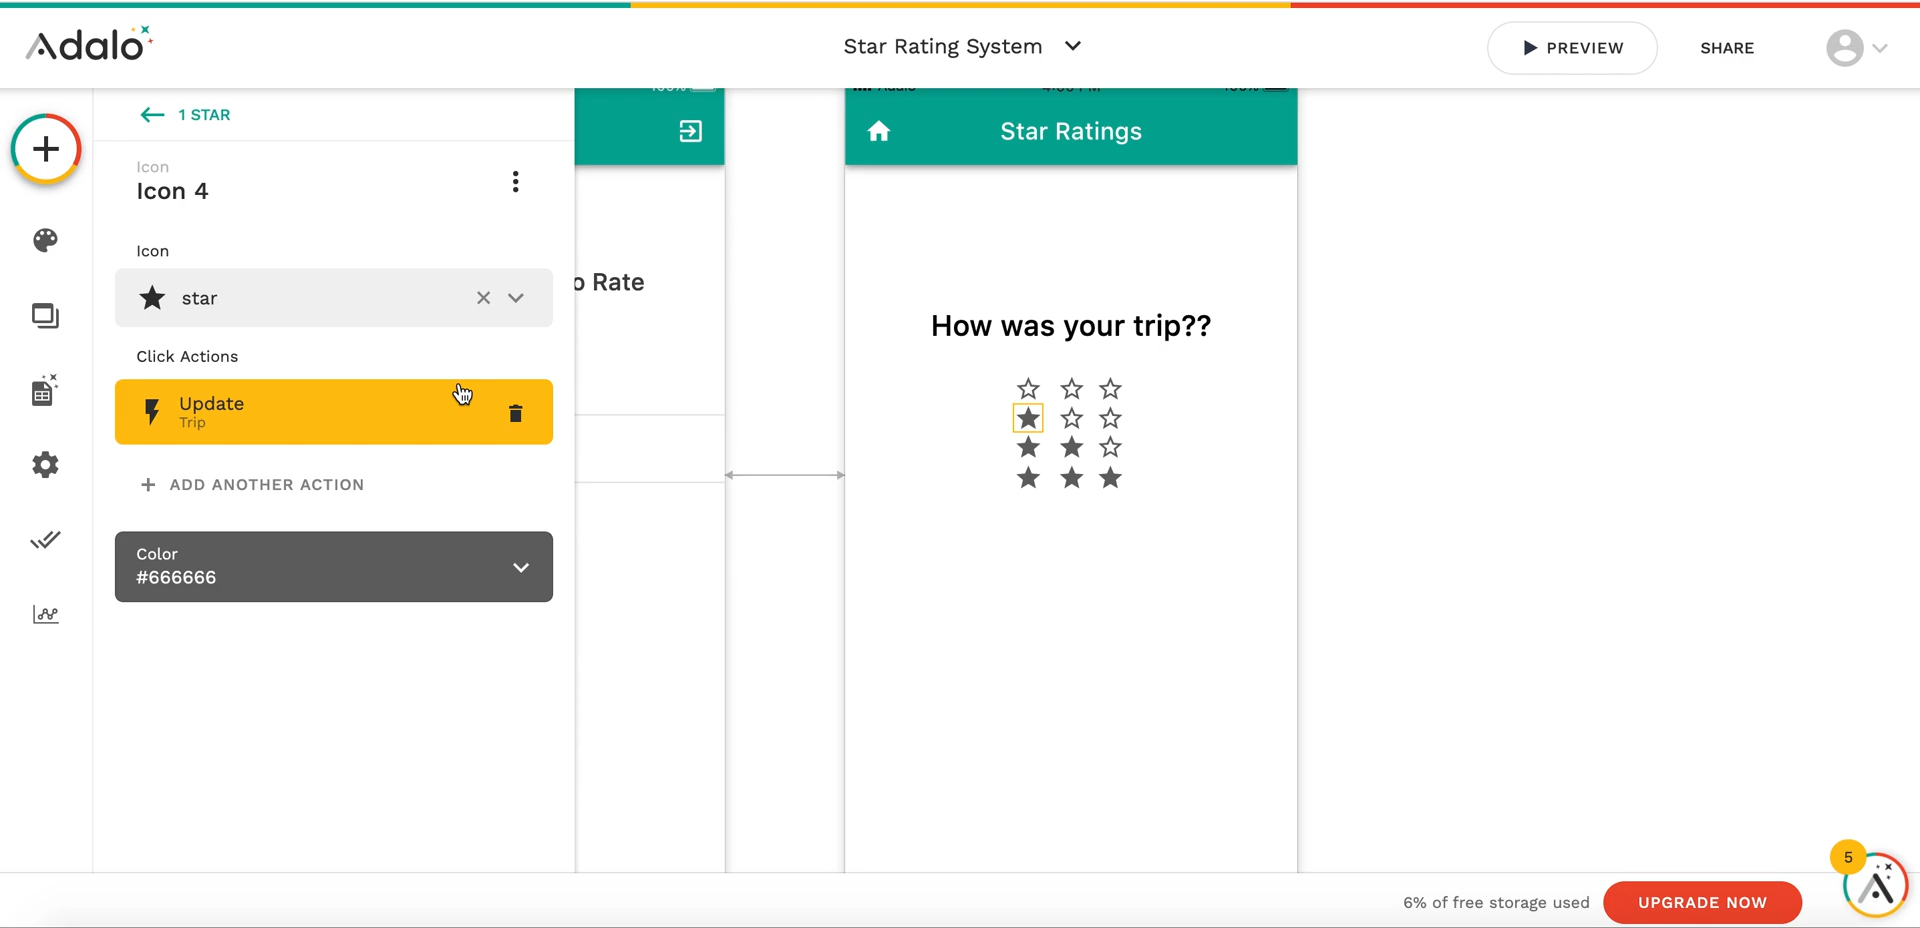 Adalo
Star Rating System
PREVIEW
SHARE
1 STAR
Icon
Icon 4
Icon
star
Click Actions
Update
Trip
ADD ANOTHER ACTION
Color
#666666
o Rate
Star Ratings
How was your trip??
6% of free storage used
UPGRADE NOW
5